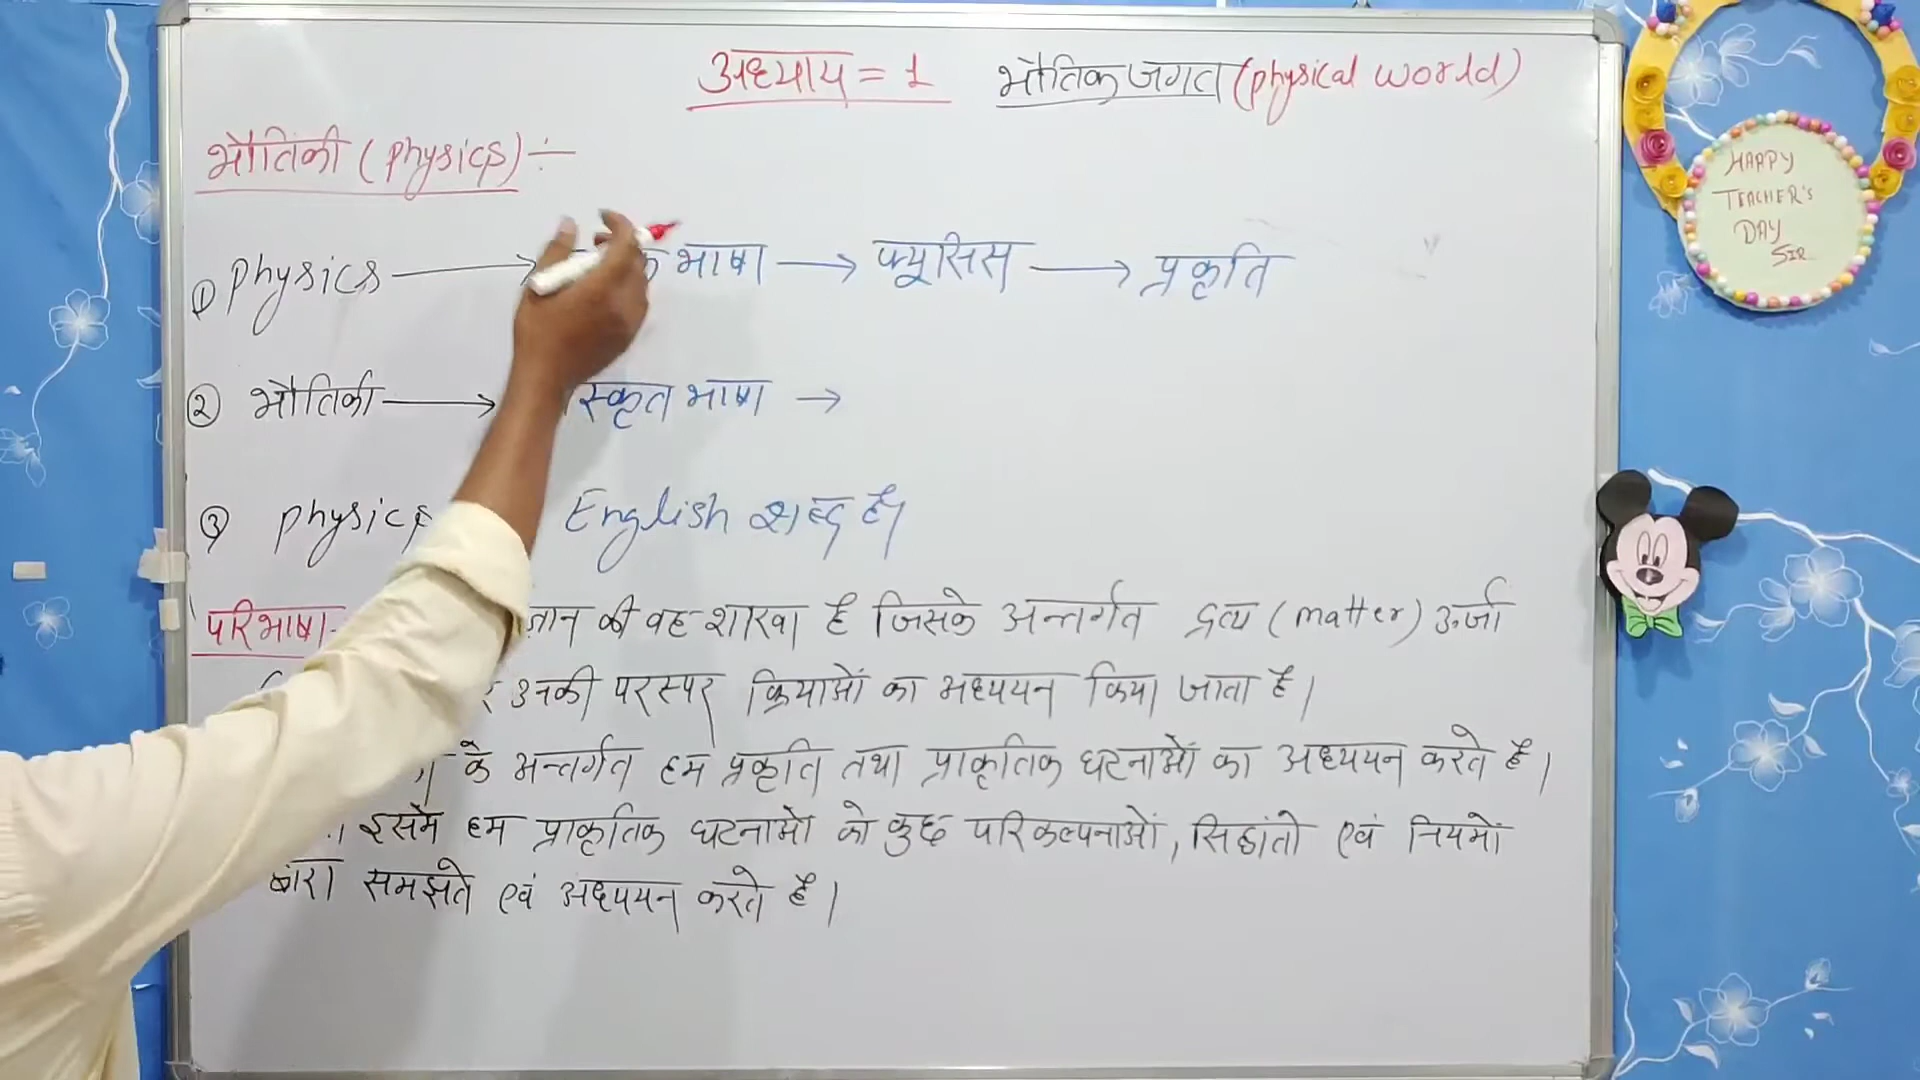 अध्याय = 1 भौतिक जगत (physical world)
भौतिकी (physics) ÷
① physics → भाषा → फ्यूसिस → प्रकृति
② भौतिकी → स्कृत भाषा →
③ physics English शब्द है।
परिभाषा- की वह शाखा है जिसके अन्तर्गत द्रव्य (matter) ऊर्जा
उनकी परस्पर क्रियाओं का अध्ययन किया जाता है।
के अन्तर्गत हम प्रकृति तथा प्राकृतिक घटनाओं का अध्ययन करते है।
इसमे हम प्राकृतिक घटनाओ को कुछ परिकल्पनाओं, सिद्धांतो एवं नियमों
द्वारा समझते एवं अध्ययन करते है।
HAPPY
TEACHER'S
DAY
SIR